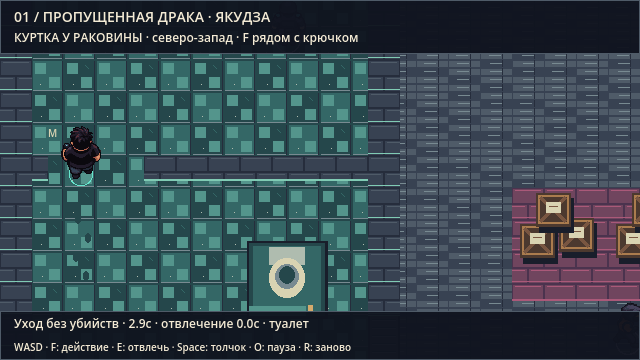 01 / ПРОПУЩЕННАЯ ДРАКА · ЯКУДЗА
КУРТКА У РАКОВИНЫ · северо-запад · F рядом с крючком
М
Уход без убийств · 2.9с · отвлечение 0.0с · туалет
WASD · F: действие · E: отвлечь · Space: толчок · O: пауза · R: заново